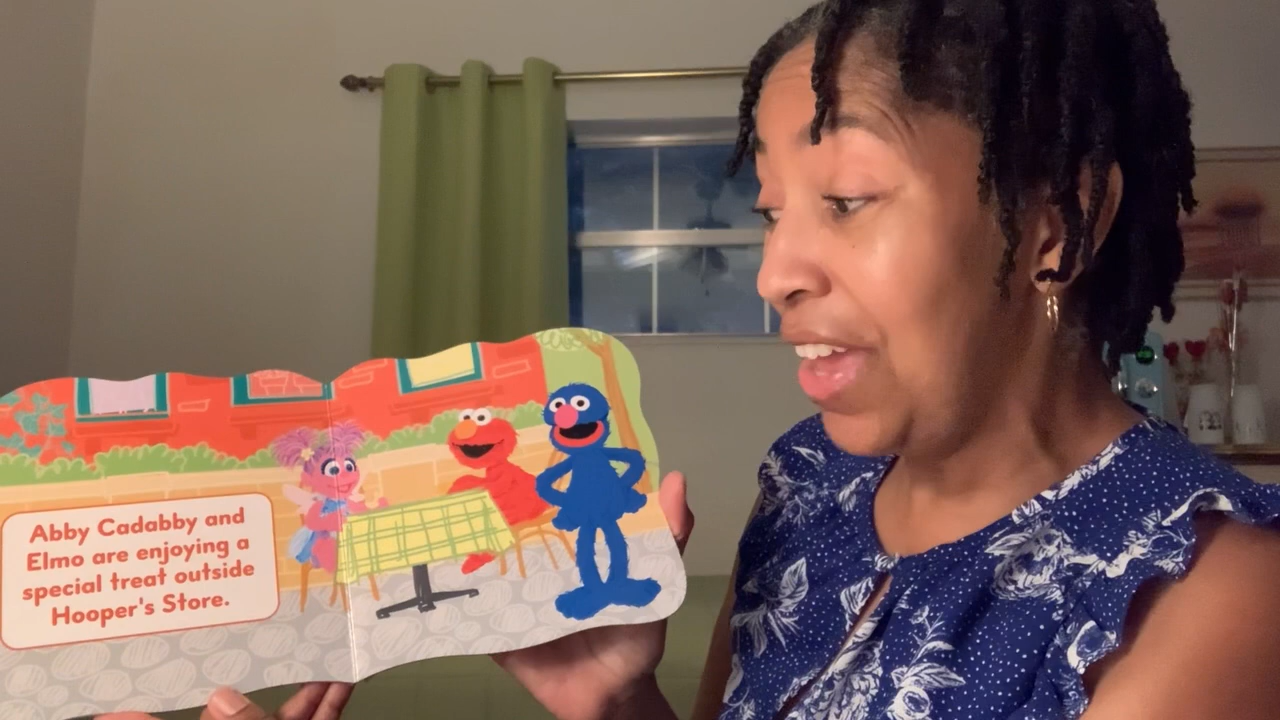 Abby Cadabby and
Elmo are enjoying a
special treat outside
Hooper's Store.